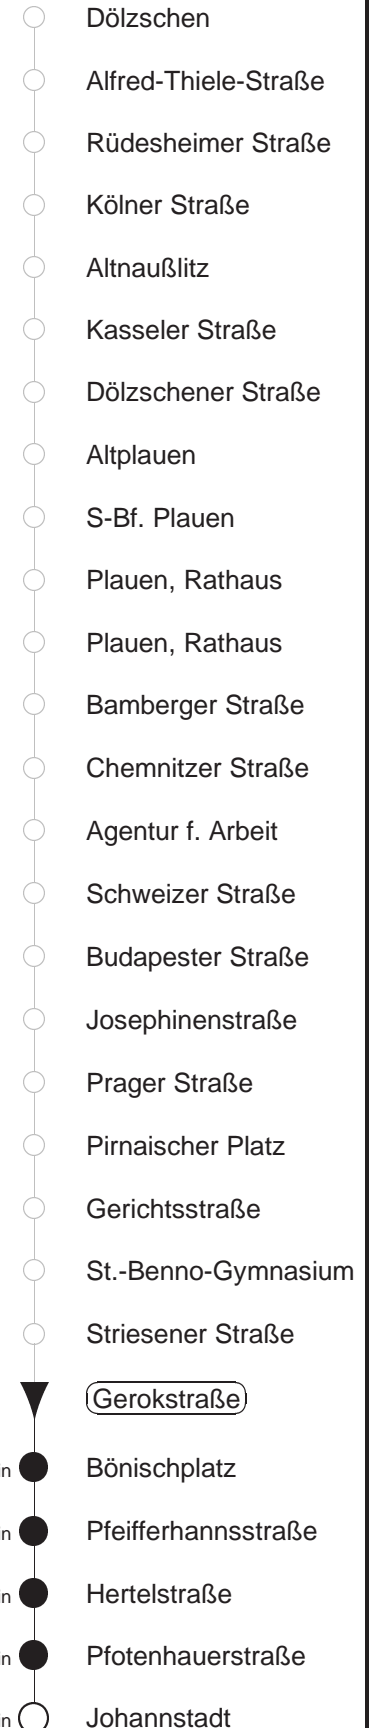 Dölzschen
Alfred-Thiele-Straße
Rüdesheimer Straße
Kölner Straße
Altnaußlitz
Kasseler Straße
Dölzschener Straße
Altplauen
S-Bf. Plauen
Plauen, Rathaus
Plauen, Rathaus
Bamberger Straße
Chemnitzer Straße
Agentur f. Arbeit
Schweizer Straße
Budapester Straße
Josephinenstraße
Prager Straße
Pirnaischer Platz
Gerichtsstraße
St.-Benno-Gymnasium
Striesener Straße
Gerokstraße
Bönischplatz
Pfeifferhannsstraße
Hertelstraße
Pfotenhauerstraße
Johannstadt